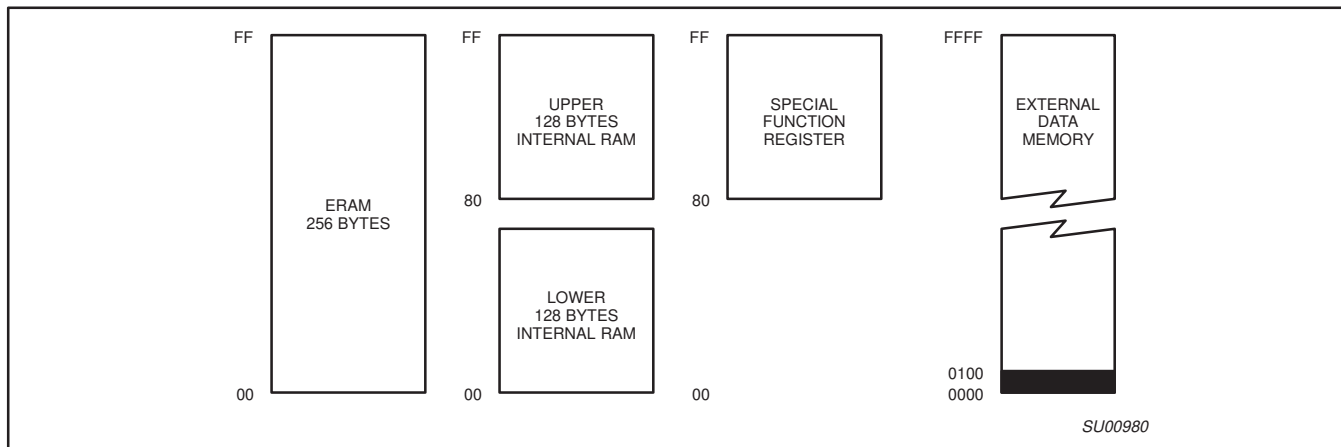 FF
ERAM
256 BYTES
00
FF
UPPER
128 BYTES
INTERNAL RAM
80
LOWER
128 BYTES
INTERNAL RAM
00
FF
SPECIAL
FUNCTION
REGISTER
80
00
FFFF
EXTERNAL
DATA
MEMORY
0100
0000
SU00980